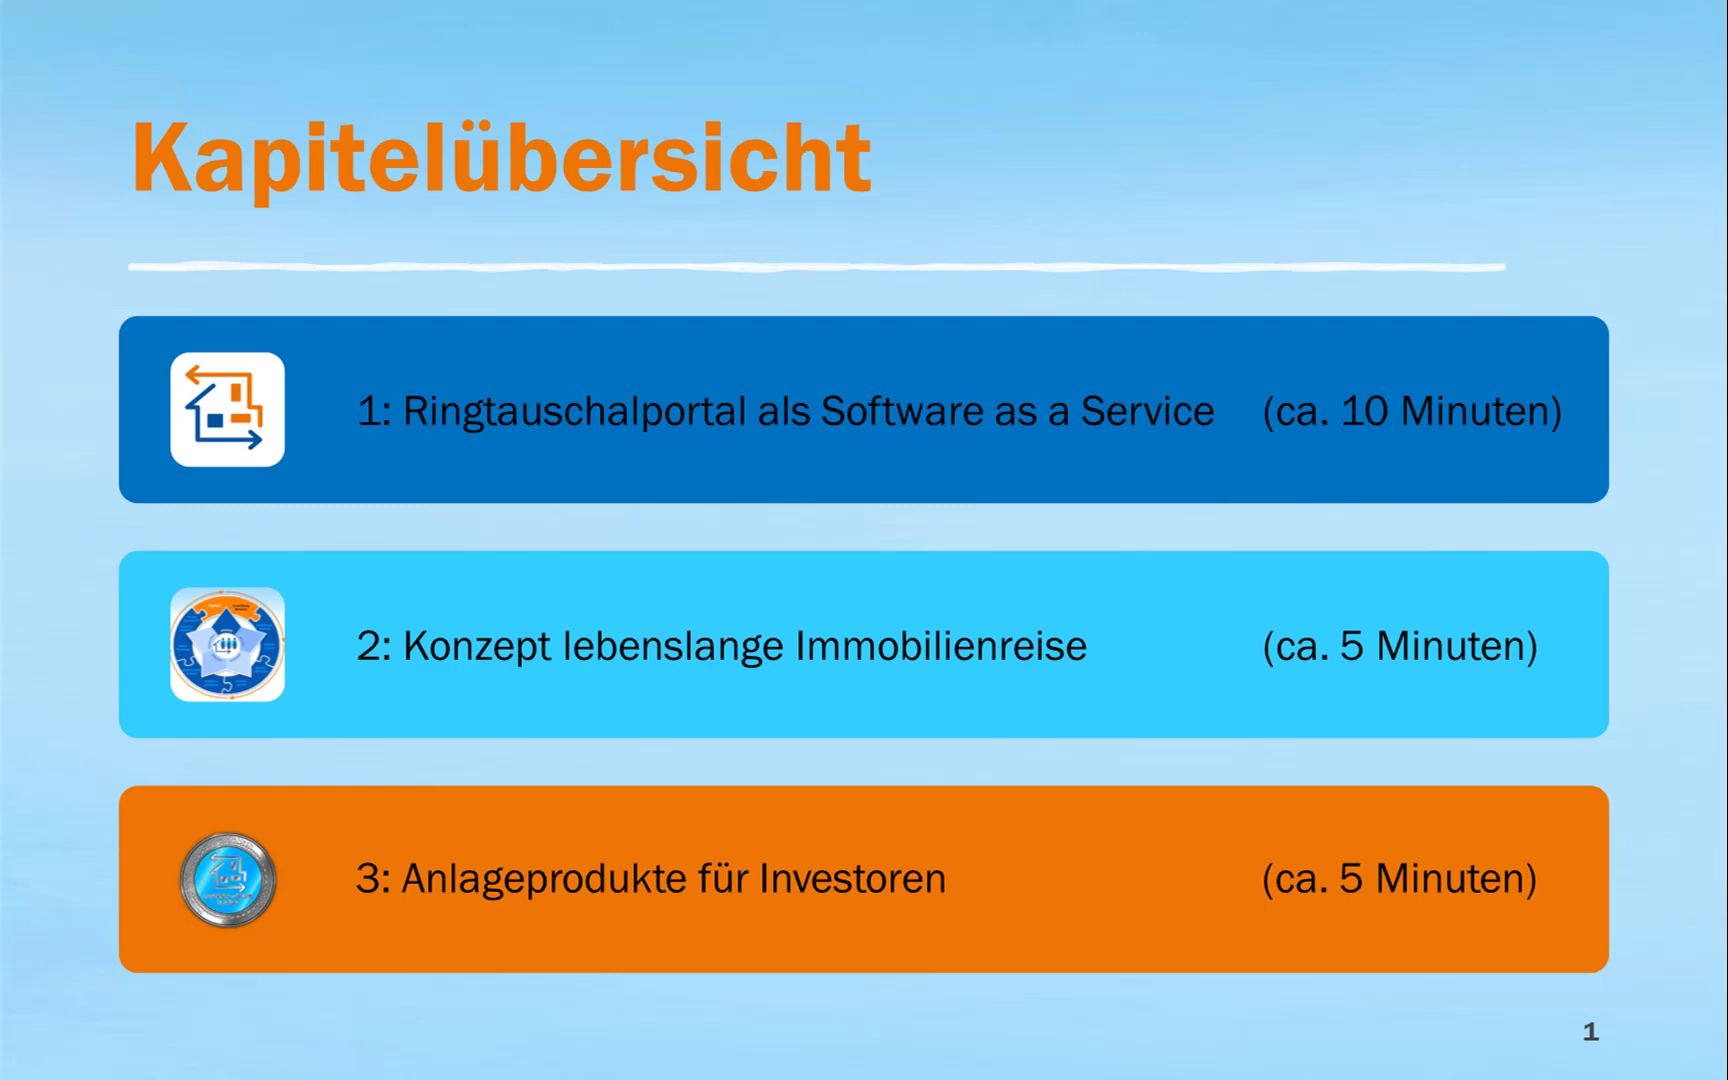 Kapitelübersicht
1: Ringtauschalportal als Software as a Service (ca. 10 Minuten)
2: Konzept lebenslange Immobilienreise (ca. 5 Minuten)
3: Anlageprodukte für Investoren (ca. 5 Minuten)
1